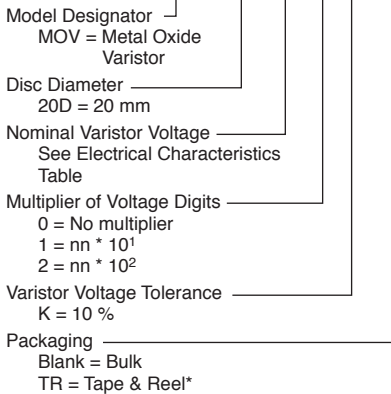 Model Designator
MOV = Metal Oxide
Varistor
Disc Diameter
20D = 20 mm
Nominal Varistor Voltage
See Electrical Characteristics
Table
Multiplier of Voltage Digits
0 = No multiplier
1 = nn * 10¹
2 = nn * 10²
Varistor Voltage Tolerance
K = 10 %
Packaging
Blank = Bulk
TR = Tape & Reel*